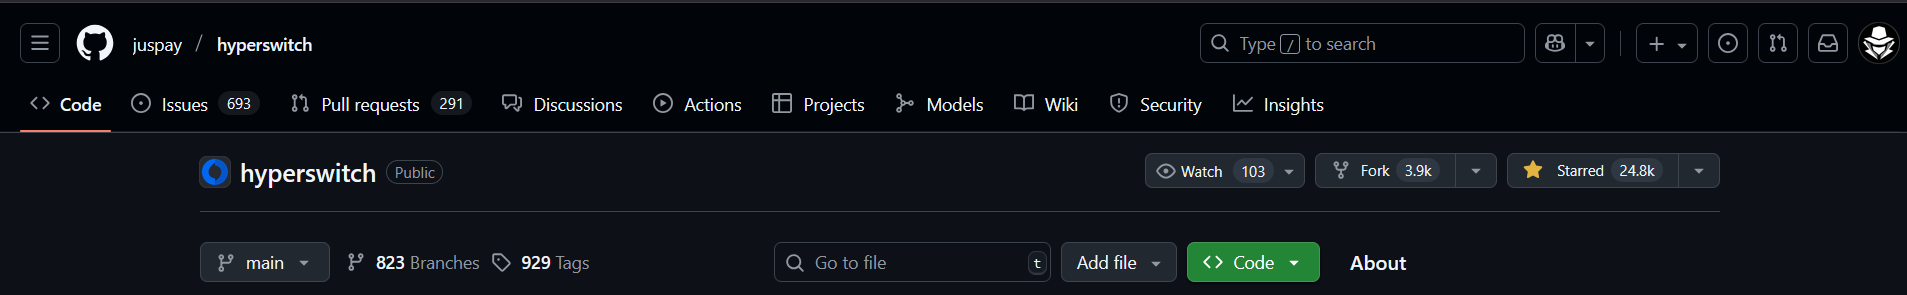 juspay / hyperswitch Type / to search
Code Issues 693 Pull requests 291 Discussions Actions Projects Models Wiki Security Insights
hyperswitch Public Watch 103 Fork 3.9k Starred 24.8k
main 823 Branches 929 Tags Go to file t Add file Code About